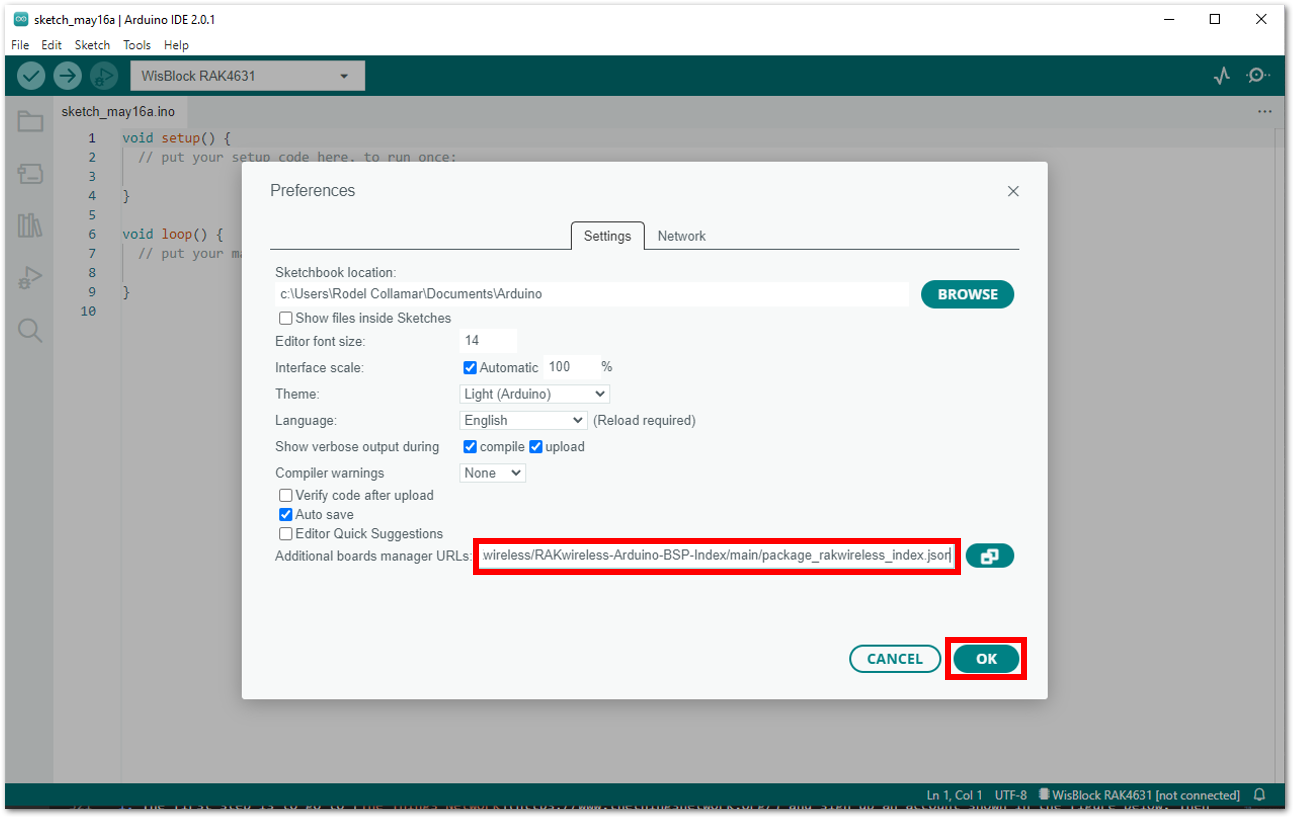 sketch_may16a | Arduino IDE 2.0.1
File Edit Sketch Tools Help
WisBlock RAK4631
sketch_may16a.ino
1 void setup() {
2 // put your setup code here, to run once:
3
4 }
5
6 void loop() {
7 // put your ma
8
9 }
10
Preferences
Settings Network
Sketchbook location:
c:\Users\Rodel Collamar\Documents\Arduino
BROWSE
Show files inside Sketches
Editor font size: 14
Interface scale: Automatic 100 %
Theme: Light (Arduino)
Language: English (Reload required)
Show verbose output during compile upload
Compiler warnings None
Verify code after upload
Auto save
Editor Quick Suggestions
Additional boards manager URLs: wireless/RAKwireless-Arduino-BSP-Index/main/package_rakwireless_index.json
CANCEL OK
Ln 1, Col 1 UTF-8 WisBlock RAK4631 [not connected]